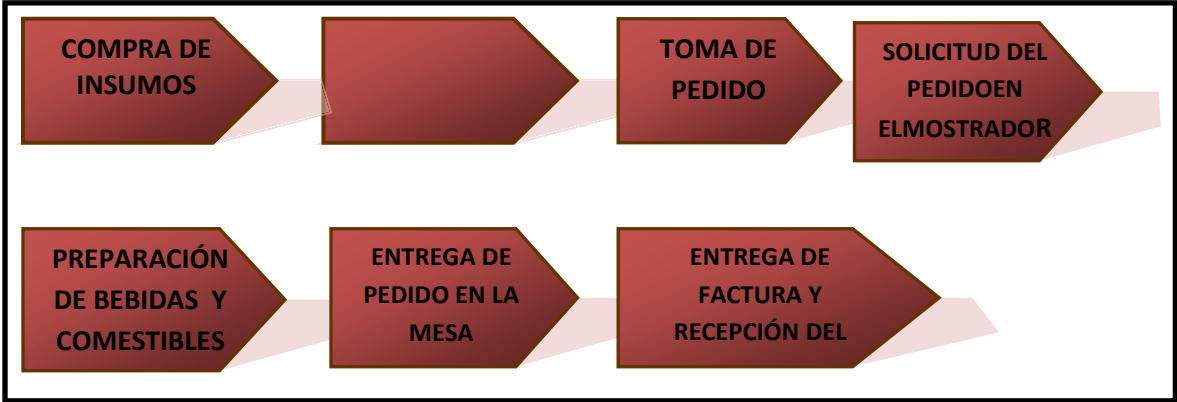 COMPRA DE
INSUMOS
TOMA DE
PEDIDO
SOLICITUD DEL
PEDIDOEN
ELMOSTRADOR
PREPARACIÓN
DE BEBIDAS Y
COMESTIBLES
ENTREGA DE
PEDIDO EN LA
MESA
ENTREGA DE
FACTURA Y
RECEPCIÓN DEL